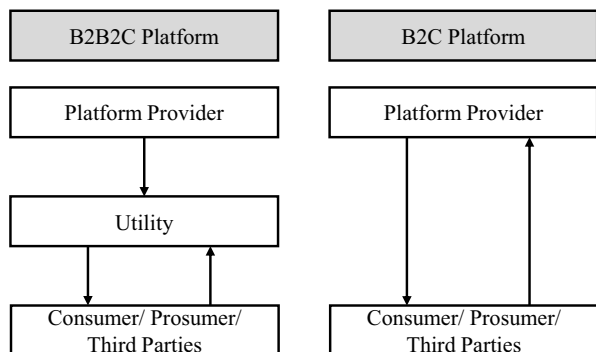 B2B2C Platform
B2C Platform
Platform Provider
Platform Provider
Utility
Consumer/ Prosumer/
Third Parties
Consumer/ Prosumer/
Third Parties